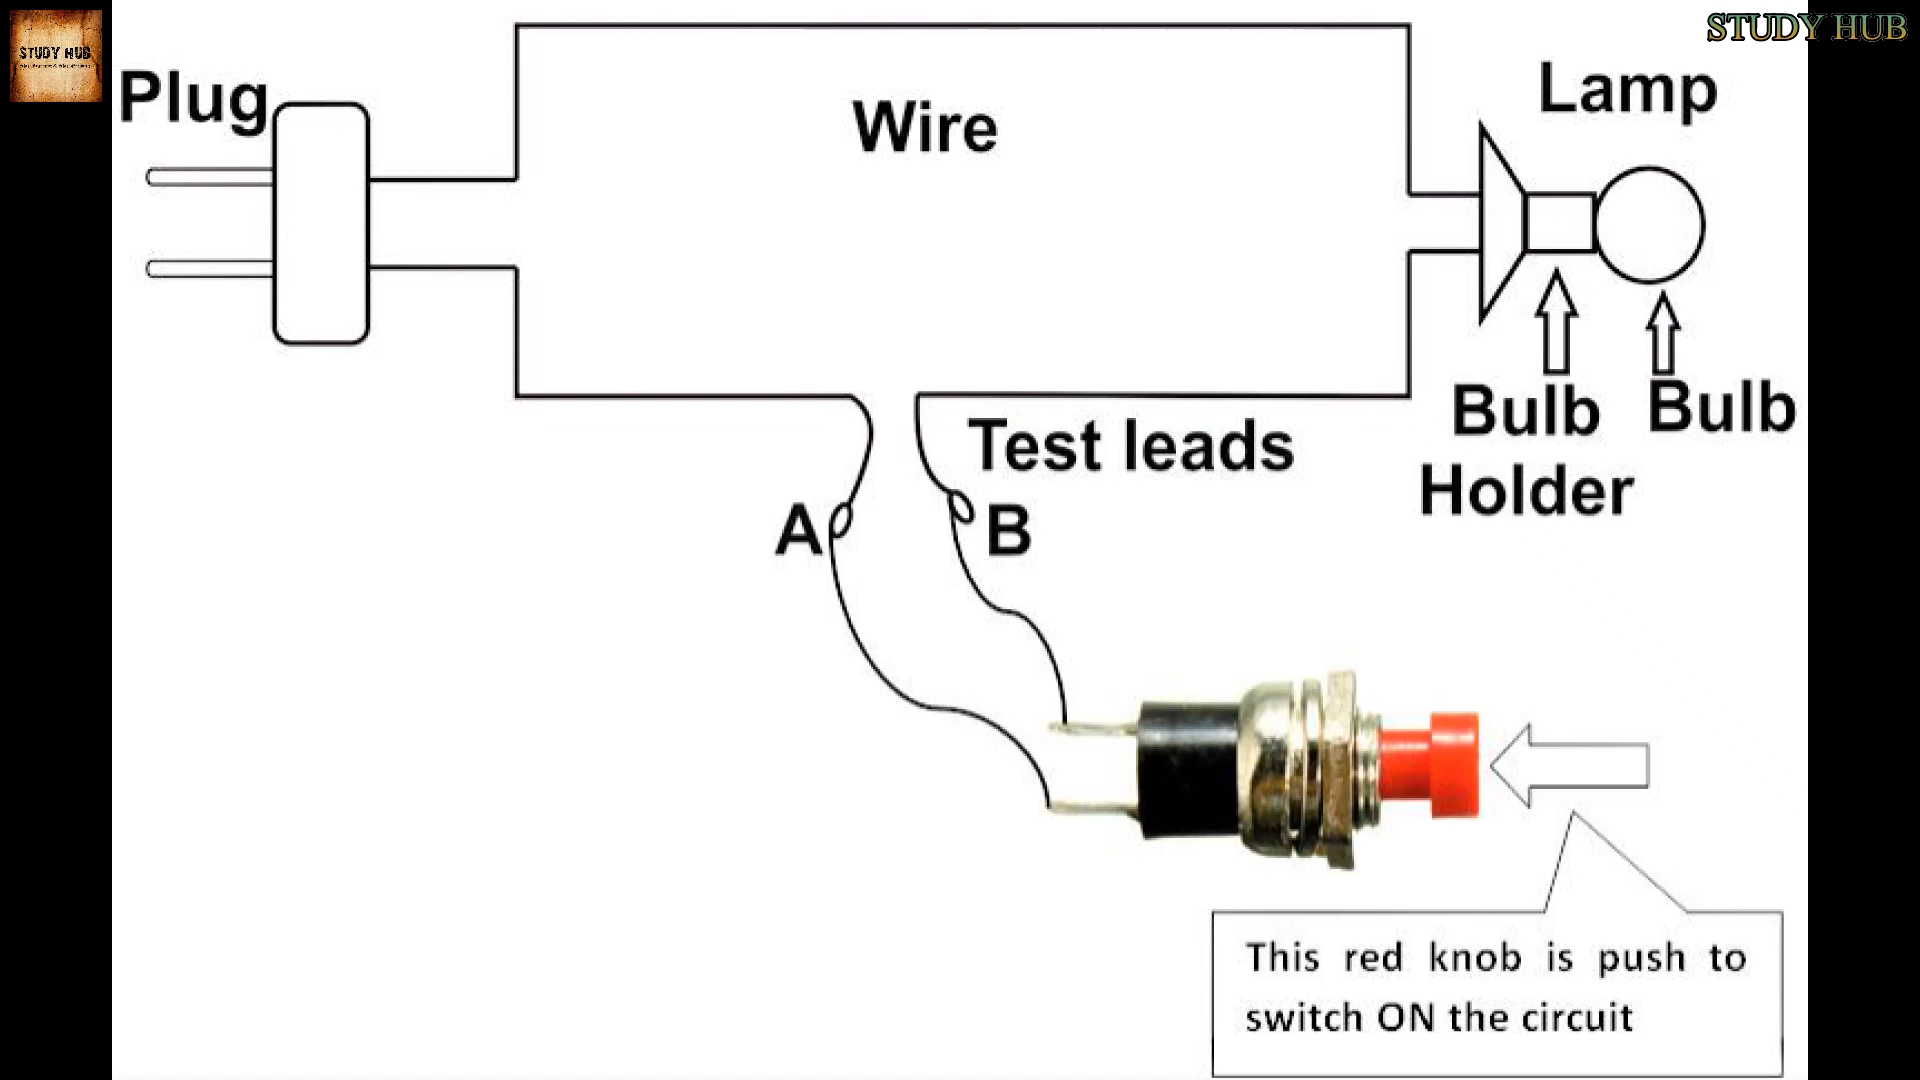 STUDY HUB
STUDY HUB
Plug
Wire
Lamp
Bulb
Holder
Bulb
Test leads
A
B
This red knob is push to
switch ON the circuit